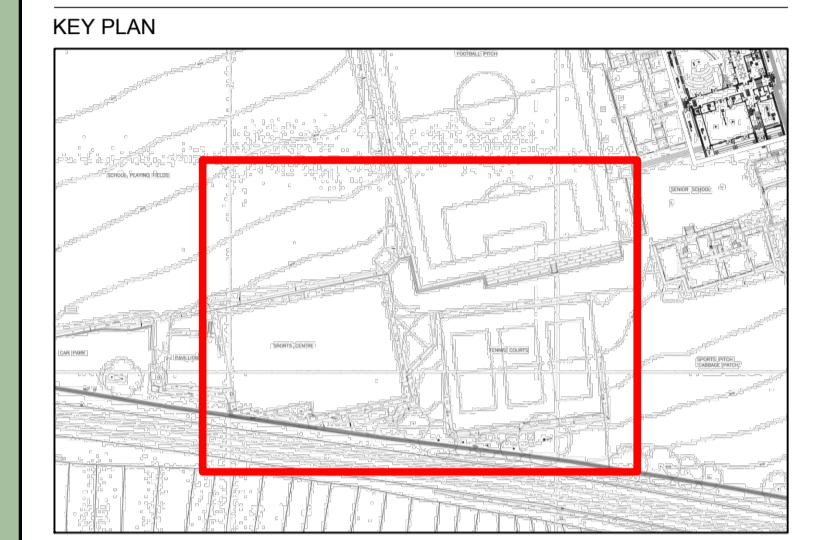 KEY PLAN
FOOTBALL PITCH
SCHOOL PLAYING FIELDS
SENIOR SCHOOL
SPORTS CENTRE
TENNIS COURTS
CAR PARK
PAVILLION
SPORTS PITCH
'CABBAGE PATCH'